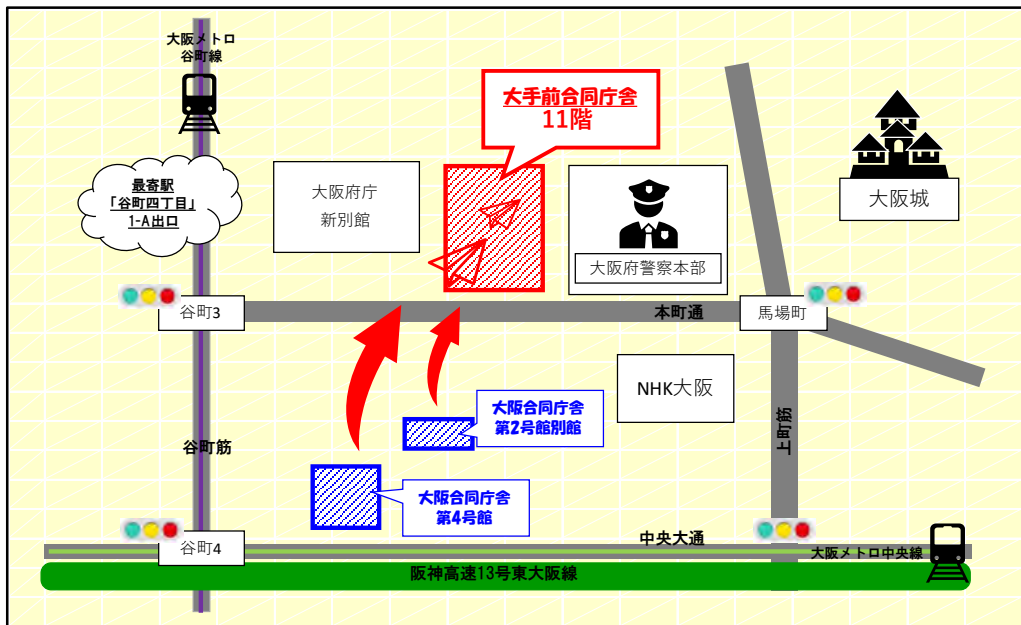 大阪メトロ
谷町線
大手前合同庁舎
11階
最寄駅
「谷町四丁目」
1-A出口
大阪府庁
新別館
大阪府警察本部
大阪城
谷町3
本町通
馬場町
NHK大阪
大阪合同庁舎
第2号館別館
谷町筋
上町筋
大阪合同庁舎
第4号館
谷町4
中央大通
大阪メトロ中央線
阪神高速13号東大阪線